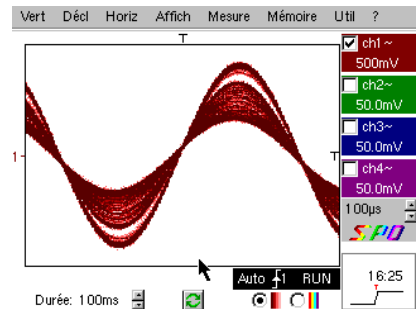 Vert Décl Horiz Affich Mesure Mémoire Util ?
T
ch1~
500mV
ch2~
50.0mV
ch3~
50.0mV
ch4~
50.0mV
1
T
100µs
SPO
Auto 1 RUN
16:25
T
Durée: 100ms